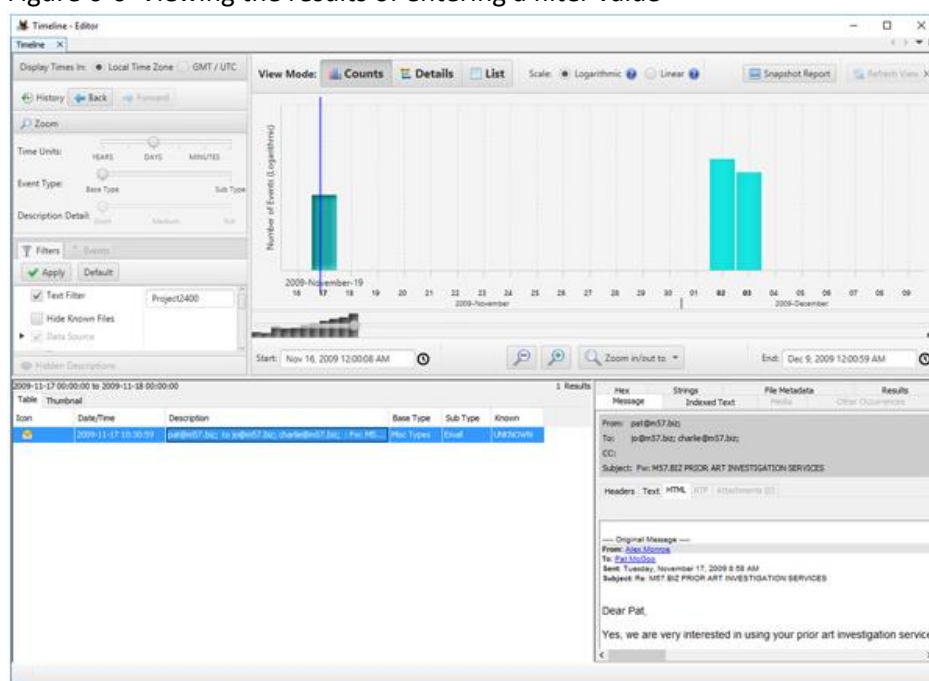 Figure 6-6 Viewing the results of entering a filter value
Timeline - Editor
Timeline X
Display Times In: Local Time Zone GMT / UTC
History Back Forward
Zoom
Time Units: YEARS DAYS MINUTES
Event Type: Base Type Sub Type
Description Detail: Short Medium Full
Filters Events
Apply Default
Text Filter Project2400
Hide Known Files
Data Source
Hidden Descriptions
View Mode: Counts Details List Scale: Logarithmic Linear Snapshot Report Refresh View
Number of Events (Logarithmic)
2009-November-19
16 17 18 19 20 21 22 23 24 25 26 27 28 29 30 01 02 03 04 05 06 07 08 09
2009-November 2009-December
Start: Nov 16, 2009 12:00:08 AM Zoom in/out to End: Dec 9, 2009 12:00:59 AM
2009-11-17 00:00:00 to 2009-11-18 00:00:00 1 Results
Table Thumbnail
Icon Date/Time Description Base Type Sub Type Known
2009-11-17 10:30:59 pat@m57.biz; to jo@m57.biz; charlie@m57.biz; : Fw: M5... Misc Types Email UNKNOWN
Hex Strings File Metadata Results
Message Indexed Text Media Other Occurrences
From: pat@m57.biz;
To: jo@m57.biz; charlie@m57.biz;
CC:
Subject: Fw: M57.BIZ PRIOR ART INVESTIGATION SERVICES
Headers Text HTML RTF Attachments (0)
---- Original Message ----
From: Alex Monroe
To: Pat McGoo
Sent: Tuesday, November 17, 2009 8:58 AM
Subject: Re: M57.BIZ PRIOR ART INVESTIGATION SERVICES
Dear Pat,
Yes, we are very interested in using your prior art investigation service